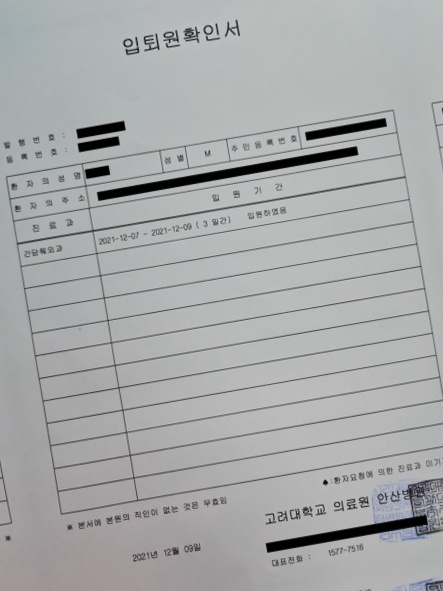 입퇴원확인서
발 행 번 호 :
등 록 번 호 :
환 자 의 성 명 성 별 M 주 민 등 록 번 호
환 자 의 주 소
진 료 과 입 원 기 간
간담췌외과 2021-12-07 - 2021-12-09 ( 3 일간) 입원하였음
♠:환자요청에 의한 진료과 미기
※ 본서에 본원의 직인이 없는 것은 무효임
고려대학교 의료원 안산병원
2021년 12월 09일
대표전화 : 1577-7516
※